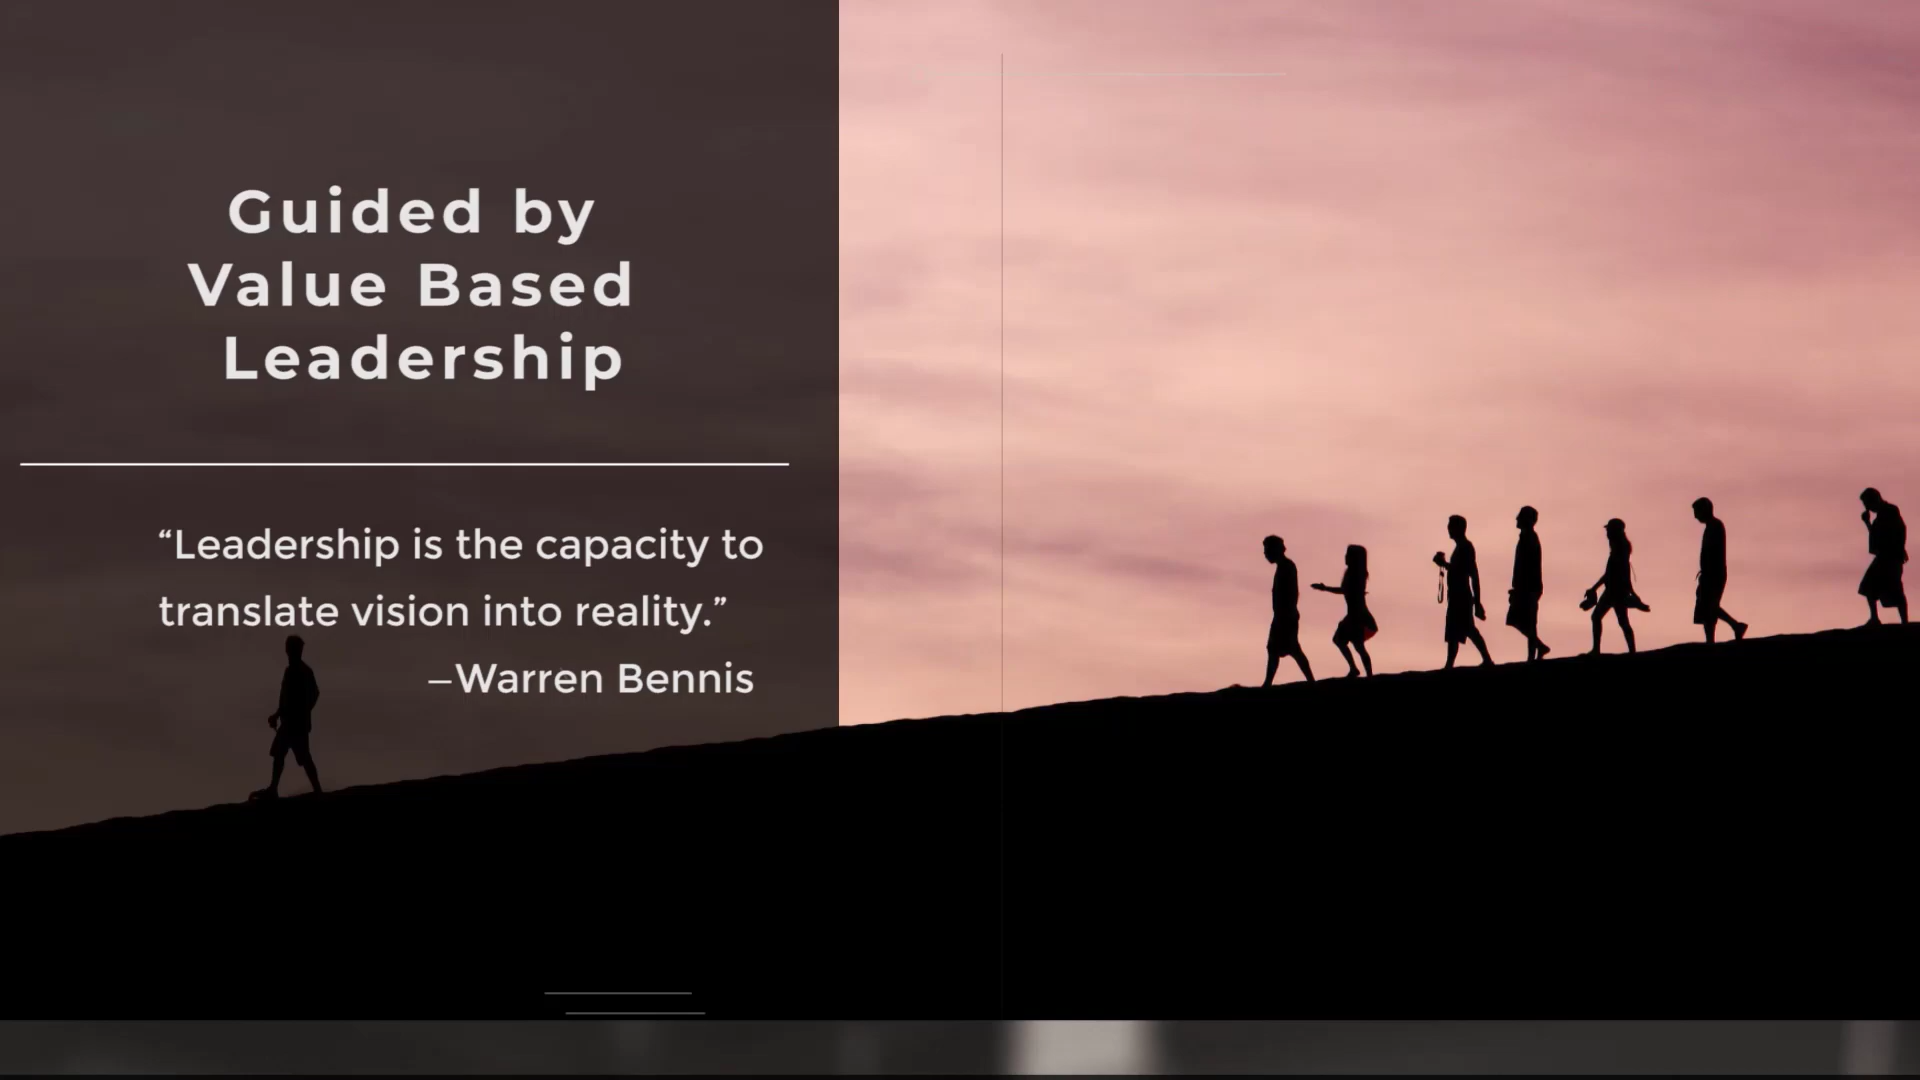 Guided by
Value Based
Leadership
“Leadership is the capacity to
translate vision into reality.”
—Warren Bennis